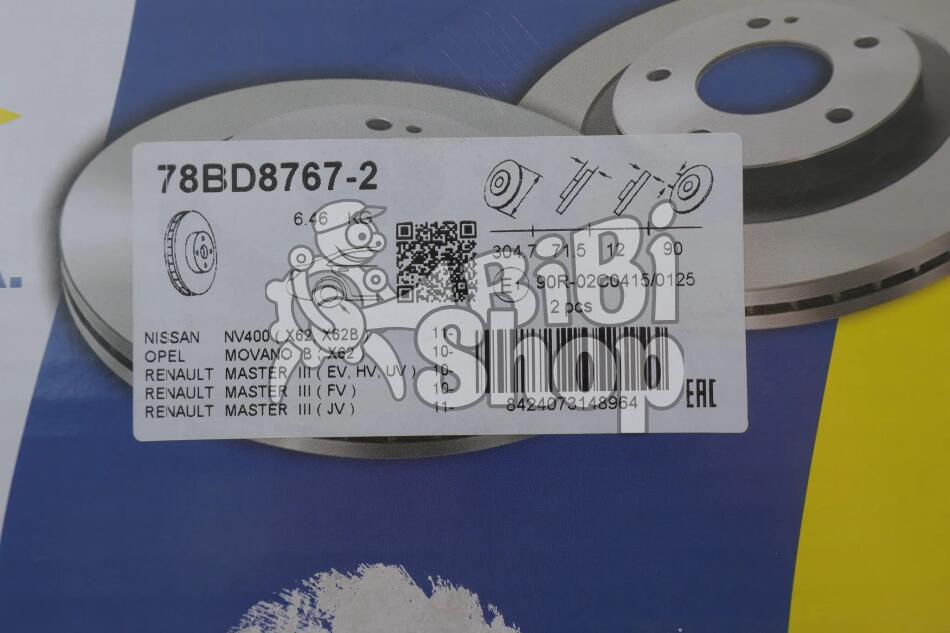 78BD8767-2
6.46 KG
304,7 71,5 12 90
E1 90R-02C0415/0125
2 pcs
NISSAN NV400 ( X62, X62B ) 11-
OPEL MOVANO B ( X62 ) 10-
RENAULT MASTER III ( EV, HV, UV ) 10-
RENAULT MASTER III ( FV ) 10-
RENAULT MASTER III ( JV ) 11-
8424073148964
EAC
A.
BiBi
Shop